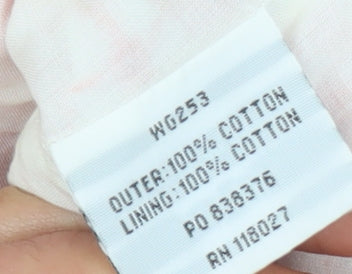 WG253
OUTER:100% COTTON
LINING:100% COTTON
PO 838376
RN 118027